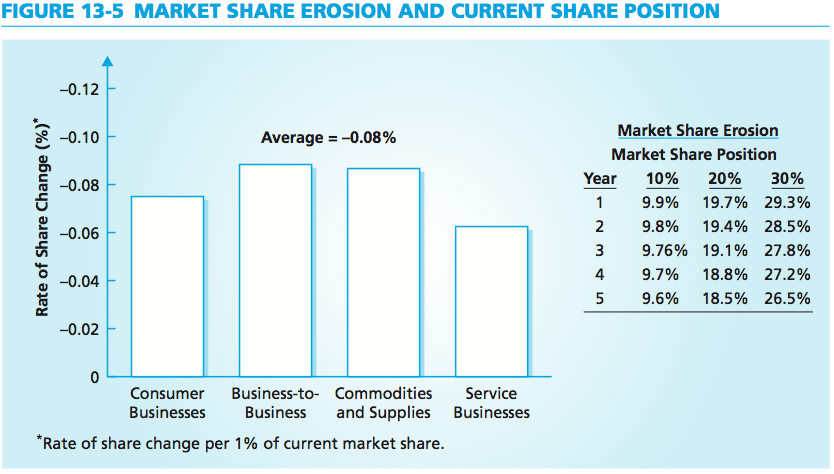 FIGURE 13-5 MARKET SHARE EROSION AND CURRENT SHARE POSITION
Rate of Share Change (%)*
–0.12
–0.10
–0.08
–0.06
–0.04
–0.02
0
Average = –0.08%
Consumer Businesses
Business-to-Business
Commodities and Supplies
Service Businesses
Market Share Erosion
Market Share Position
Year 10% 20% 30%
1 9.9% 19.7% 29.3%
2 9.8% 19.4% 28.5%
3 9.76% 19.1% 27.8%
4 9.7% 18.8% 27.2%
5 9.6% 18.5% 26.5%
*Rate of share change per 1% of current market share.